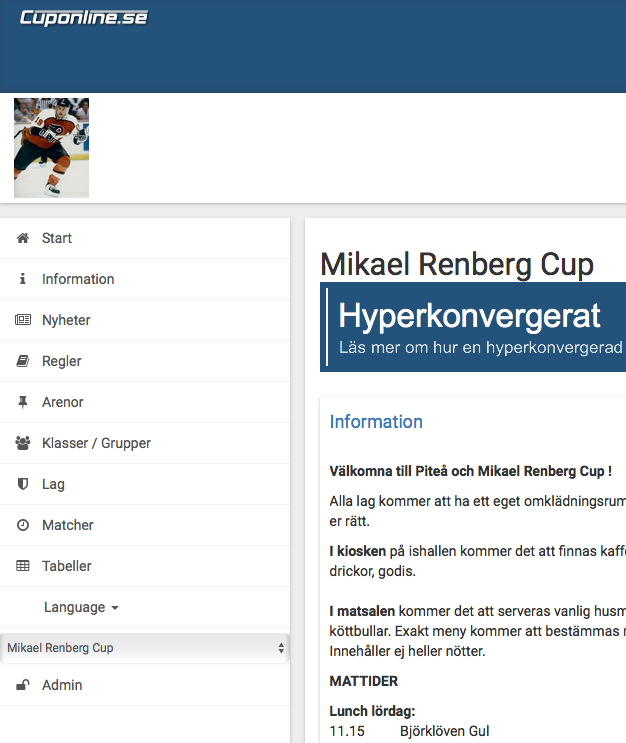 Cuponline.se
Start
Information
Nyheter
Regler
Arenor
Klasser / Grupper
Lag
Matcher
Tabeller
Language
Mikael Renberg Cup
Admin
Mikael Renberg Cup
Hyperkonvergerat
Läs mer om hur en hyperkonvergerad
Information
Välkomna till Piteå och Mikael Renberg Cup !
Alla lag kommer att ha ett eget omklädningsrum
er rätt.
I kiosken på ishallen kommer det att finnas kaff
drickor, godis.
I matsalen kommer det att serveras vanlig husm
köttbullar. Exakt meny kommer att bestämmas
Innehåller ej heller nötter.
MATTIDER
Lunch lördag:
11.15 Björklöven Gul